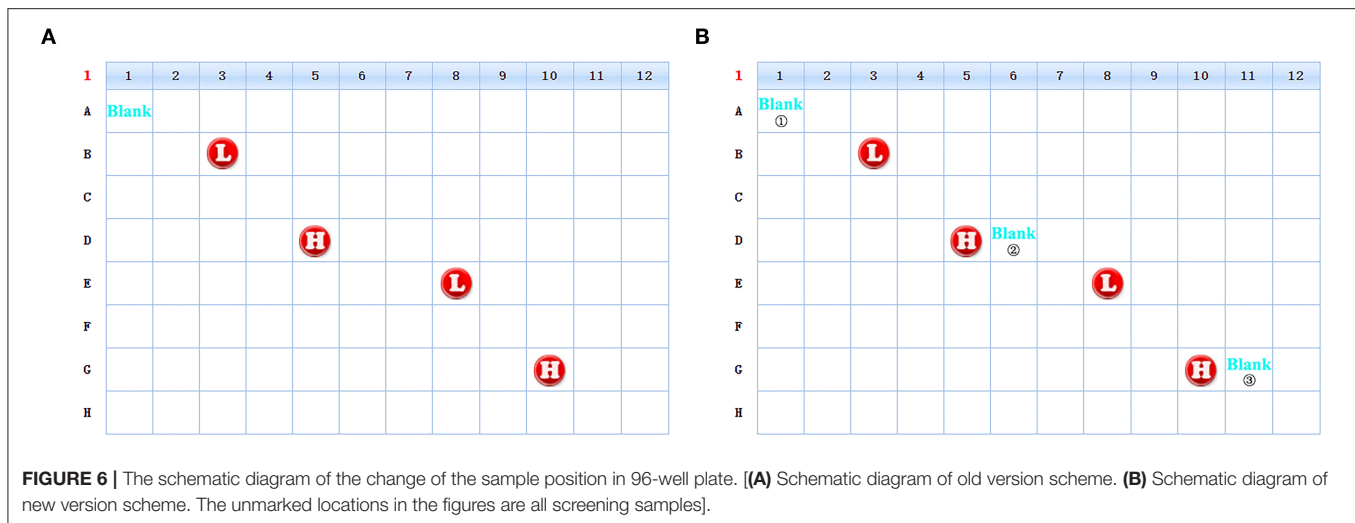 A
1 1 2 3 4 5 6 7 8 9 10 11 12
A Blank
B L
C
D H
E L
F
G H
H
B
1 1 2 3 4 5 6 7 8 9 10 11 12
A Blank
①
B L
C
D H Blank
②
E L
F
G H Blank
③
H
FIGURE 6 | The schematic diagram of the change of the sample position in 96-well plate. [(A) Schematic diagram of old version scheme. (B) Schematic diagram of
new version scheme. The unmarked locations in the figures are all screening samples].